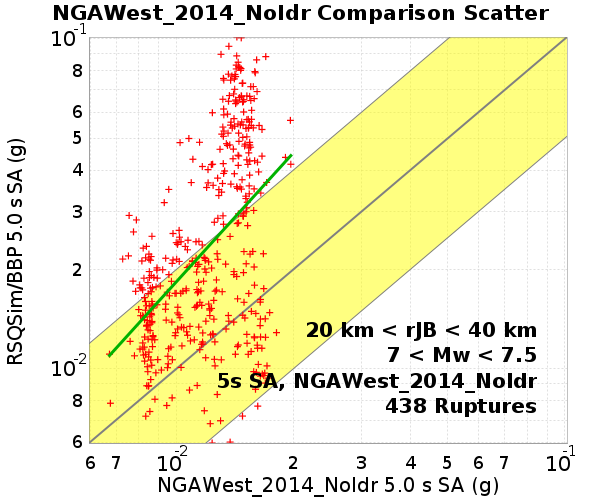 NGAWest_2014_NoIdr Comparison Scatter
RSQSim/BBP 5.0 s SA (g)
10^-1
8
6
5
4
3
2
10^-2
8
6
20 km < rJB < 40 km
7 < Mw < 7.5
5s SA, NGAWest_2014_NoIdr
438 Ruptures
6 7 10^-2 2 3 4 5 6 7 8 10^-1
NGAWest_2014_NoIdr 5.0 s SA (g)